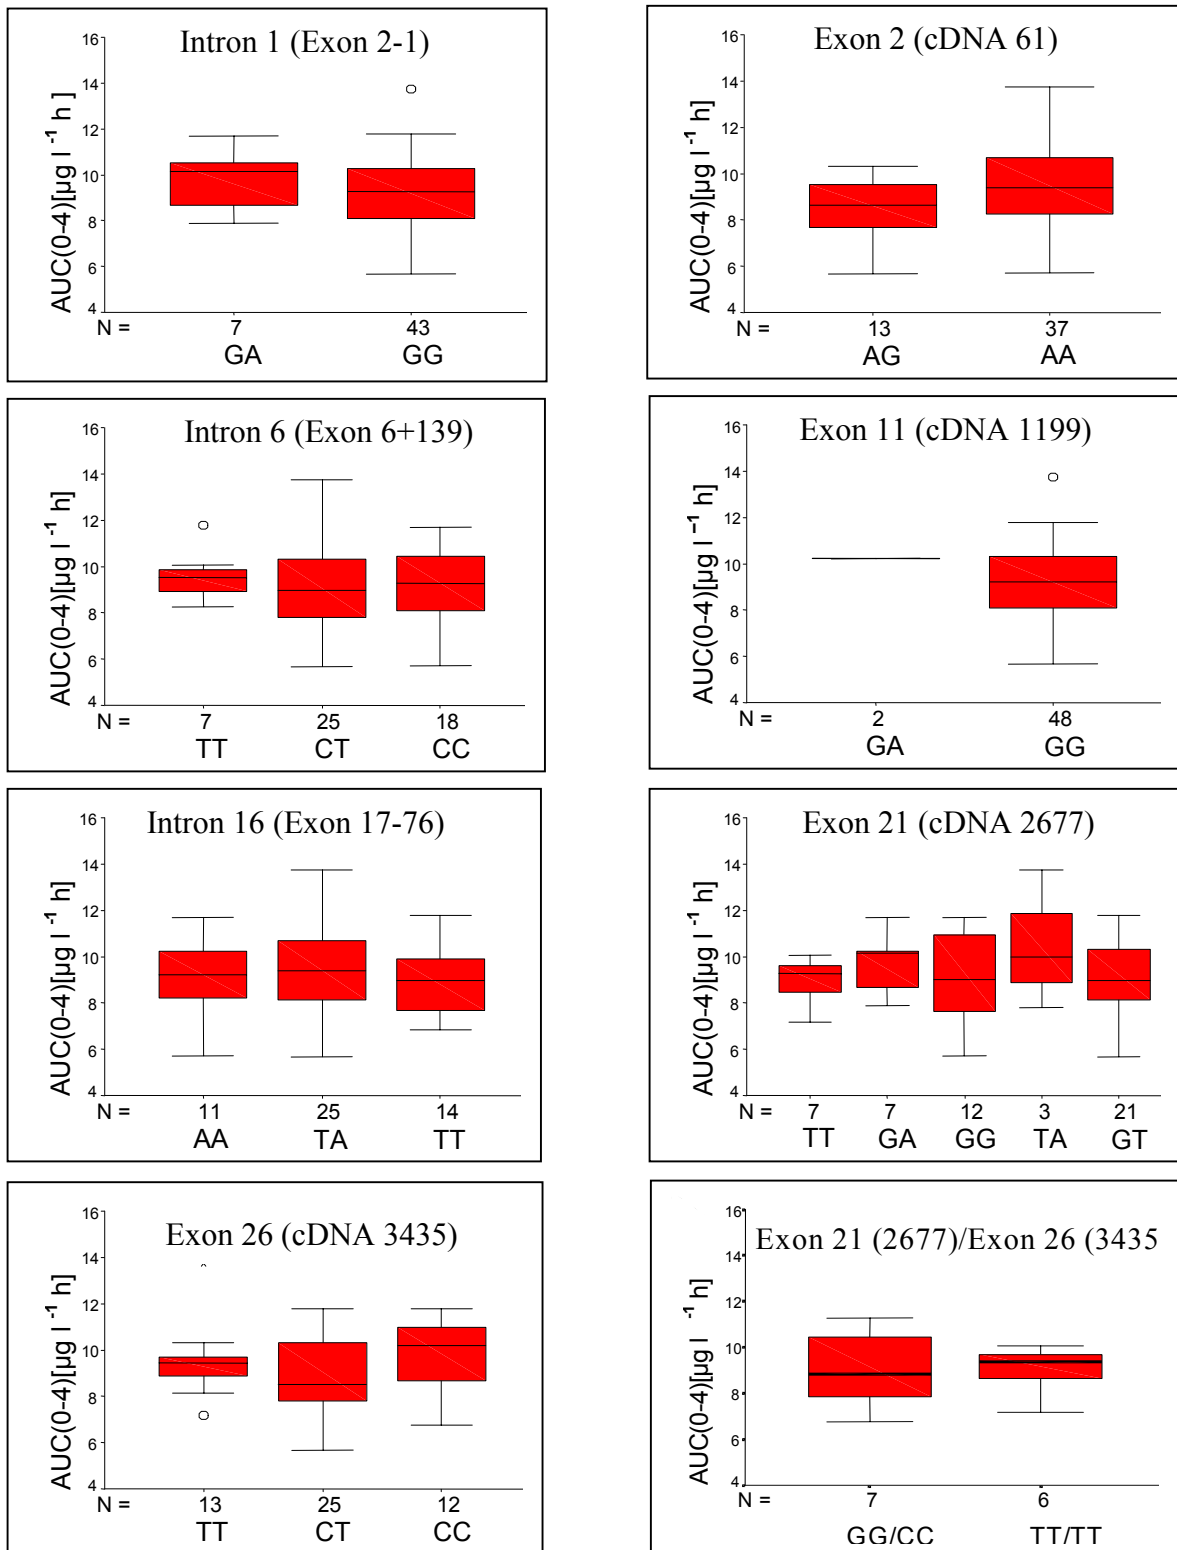 Intron 1 (Exon 2-1)
AUC(0-4)[µg l⁻¹ h]
16
14
12
10
8
6
4
N = 7 43
GA GG
Exon 2 (cDNA 61)
AUC(0-4)[µg l⁻¹ h]
16
14
12
10
8
6
4
N = 13 37
AG AA
Intron 6 (Exon 6+139)
AUC(0-4)[µg l⁻¹ h]
16
14
12
10
8
6
4
N = 7 25 18
TT CT CC
Exon 11 (cDNA 1199)
AUC(0-4)[µg l⁻¹ h]
16
14
12
10
8
6
4
N = 2 48
GA GG
Intron 16 (Exon 17-76)
AUC(0-4)[µg l⁻¹ h]
16
14
12
10
8
6
4
N = 11 25 14
AA TA TT
Exon 21 (cDNA 2677)
AUC(0-4)[µg l⁻¹ h]
16
14
12
10
8
6
4
N = 7 7 12 3 21
TT GA GG TA GT
Exon 26 (cDNA 3435)
AUC(0-4)[µg l⁻¹ h]
16
14
12
10
8
6
4
N = 13 25 12
TT CT CC
Exon 21 (2677)/Exon 26 (3435
AUC(0-4)[µg l⁻¹ h]
16
14
12
10
8
6
4
N = 7 6
GG/CC TT/TT